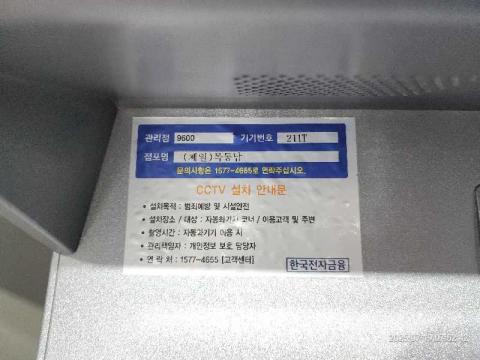 관리점 9600 기기번호 211T
점포명 (제일)목동남
문의사항은 1577-4655로 연락주십시오.
CCTV 설치 안내문
• 설치목적 : 범죄예방 및 시설안전
• 설치장소 / 대상 : 자동화기기 코너 / 이용고객 및 주변
• 촬영시간 : 자동화기기 이용 시
• 관리책임자 : 개인정보 보호 담당자
• 연 락 처 : 1577-4655 [고객센터]
한국전자금융